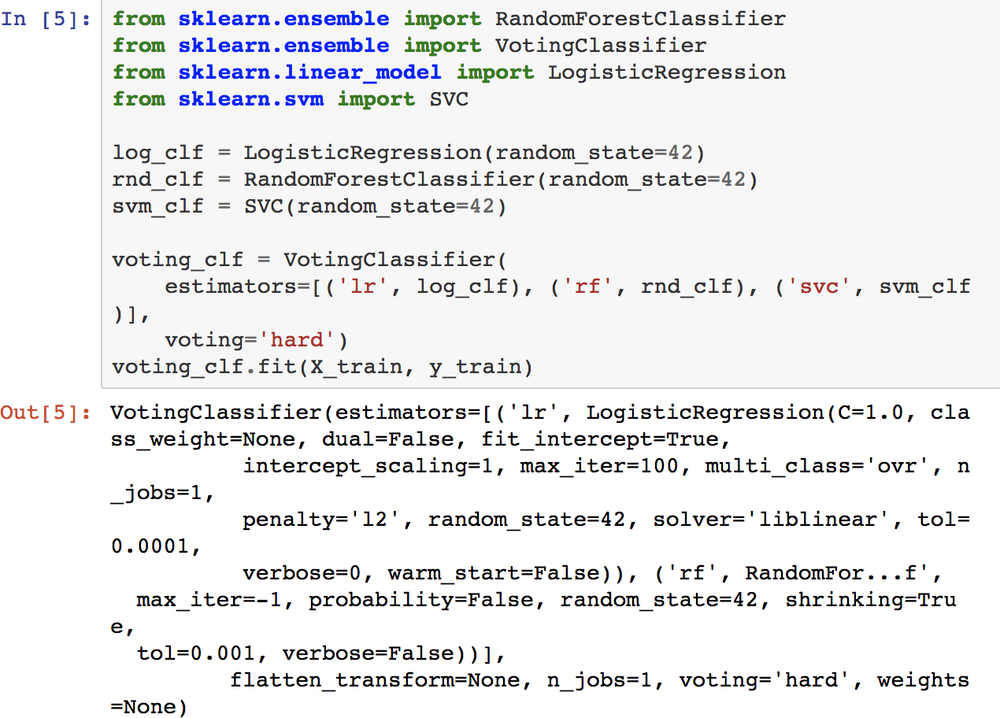 In [5]: from sklearn.ensemble import RandomForestClassifier
from sklearn.ensemble import VotingClassifier
from sklearn.linear_model import LogisticRegression
from sklearn.svm import SVC

log_clf = LogisticRegression(random_state=42)
rnd_clf = RandomForestClassifier(random_state=42)
svm_clf = SVC(random_state=42)

voting_clf = VotingClassifier(
    estimators=[('lr', log_clf), ('rf', rnd_clf), ('svc', svm_clf
)],
    voting='hard')
voting_clf.fit(X_train, y_train)
Out[5]: VotingClassifier(estimators=[('lr', LogisticRegression(C=1.0, cla
ss_weight=None, dual=False, fit_intercept=True,
          intercept_scaling=1, max_iter=100, multi_class='ovr', n
_jobs=1,
          penalty='l2', random_state=42, solver='liblinear', tol=
0.0001,
          verbose=0, warm_start=False)), ('rf', RandomFor...f',
  max_iter=-1, probability=False, random_state=42, shrinking=Tru
e,
  tol=0.001, verbose=False))],
         flatten_transform=None, n_jobs=1, voting='hard', weights
=None)